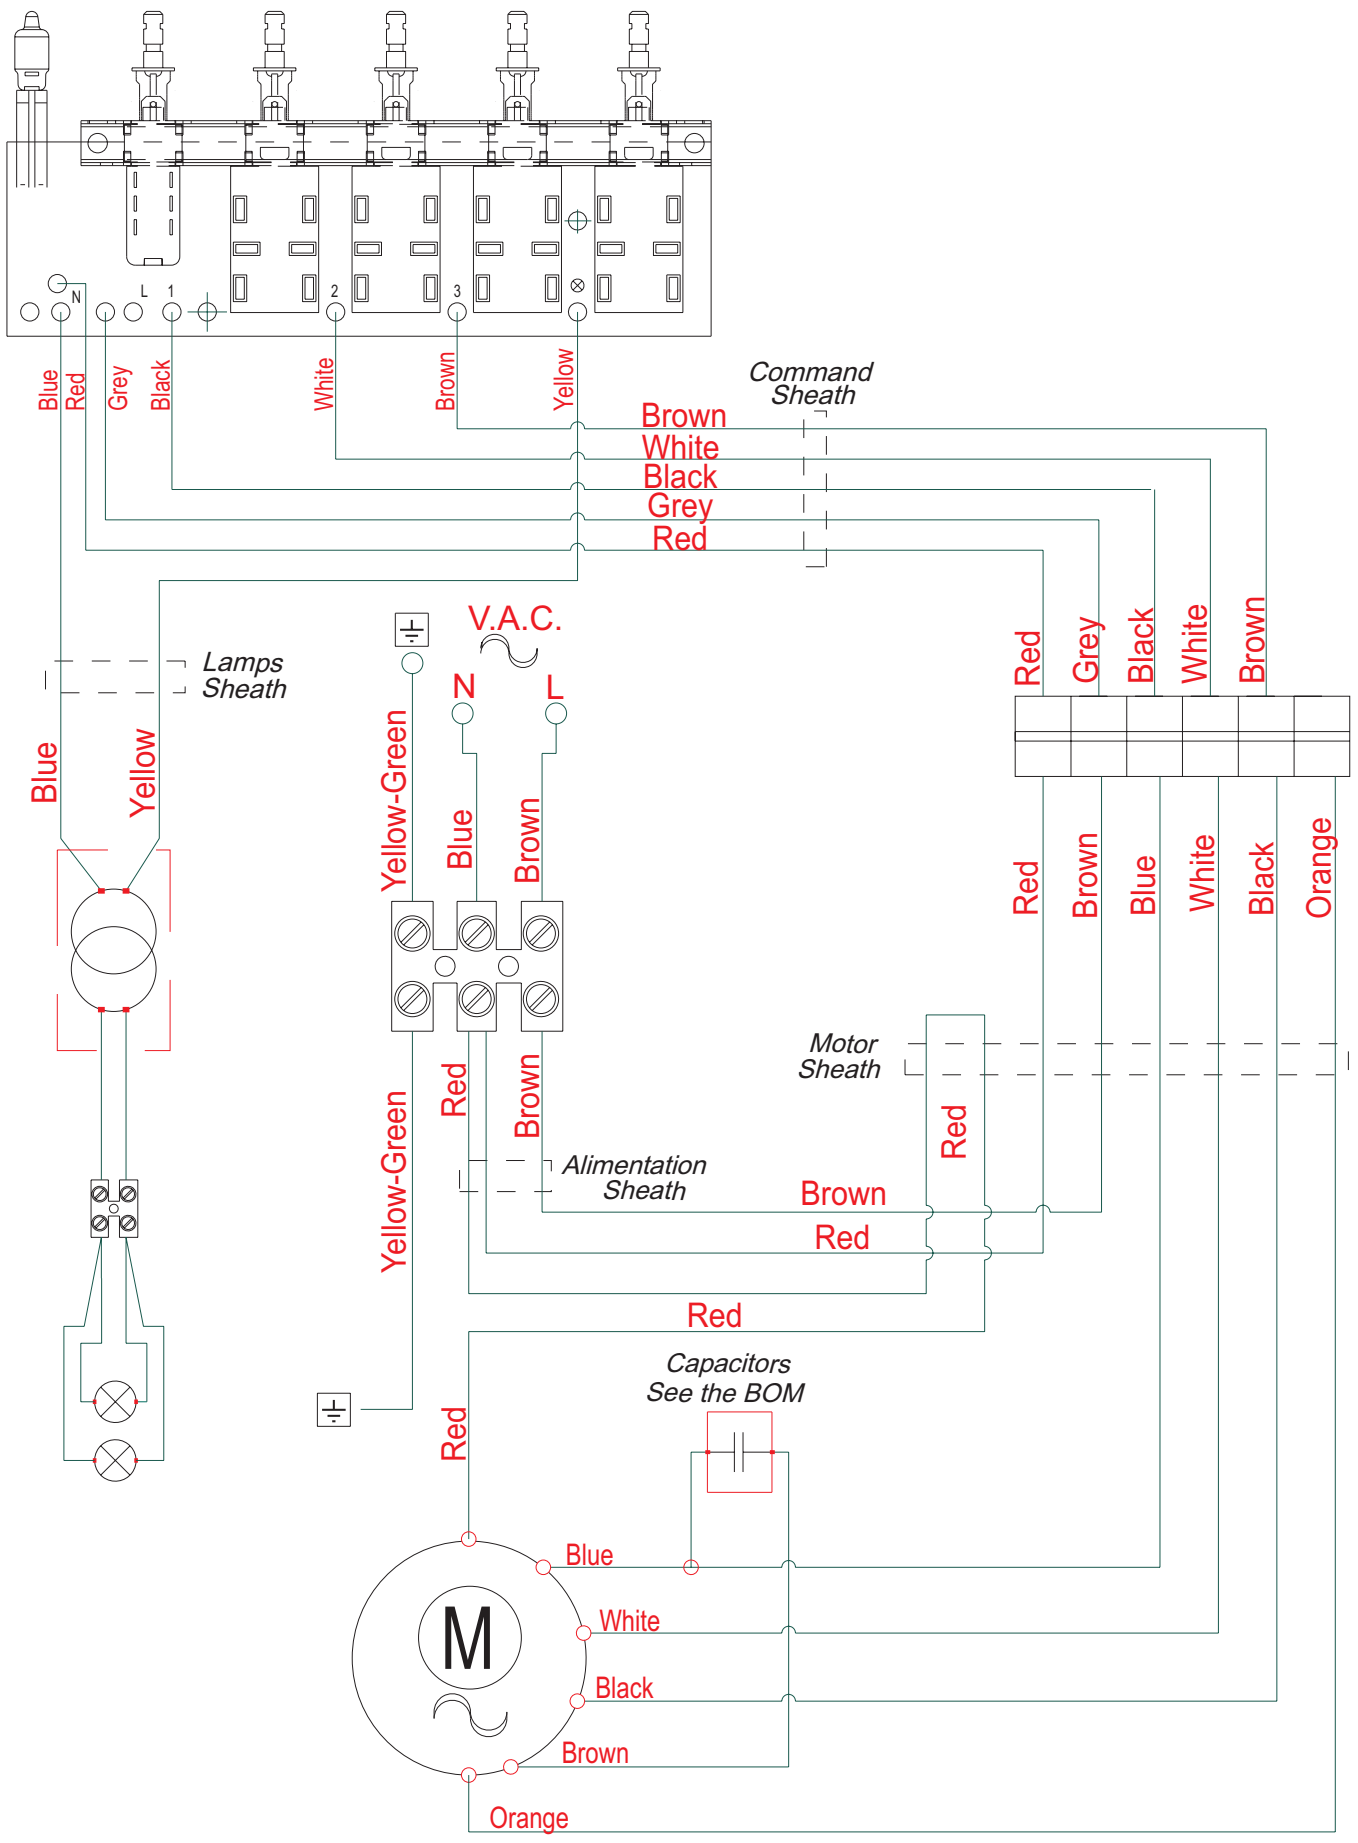 N
L
1
2
3
Blue
Red
Grey
Black
White
Brown
Yellow
Command
Sheath
Brown
White
Black
Grey
Red
V.A.C.
N
L
Lamps
Sheath
Blue
Yellow
Yellow-Green
Blue
Brown
Red
Grey
Black
White
Brown
Red
Brown
Blue
White
Black
Orange
Motor
Sheath
Yellow-Green
Red
Brown
Red
Alimentation
Sheath
Brown
Red
Red
Capacitors
See the BOM
Red
M
Blue
White
Black
Brown
Orange